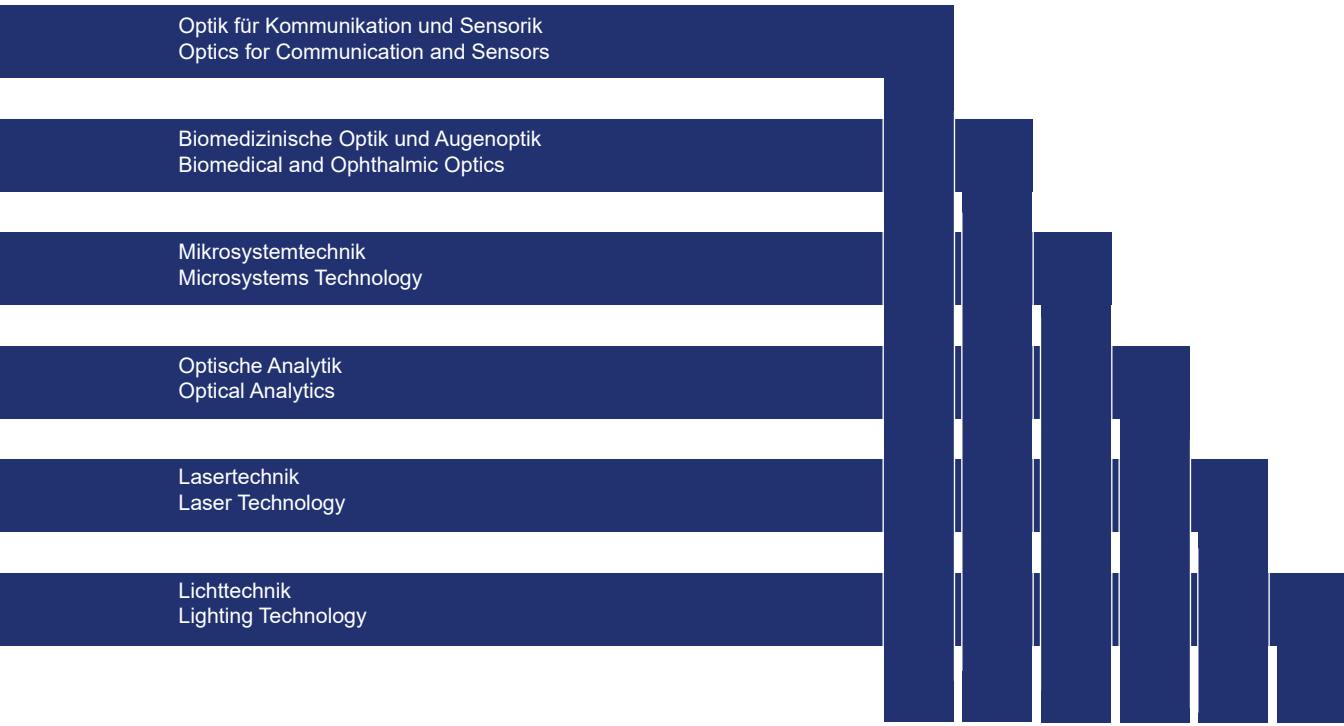 Optik für Kommunikation und Sensorik
Optics for Communication and Sensors
Biomedizinische Optik und Augenoptik
Biomedical and Ophthalmic Optics
Mikrosystemtechnik
Microsystems Technology
Optische Analytik
Optical Analytics
Lasertechnik
Laser Technology
Lichttechnik
Lighting Technology